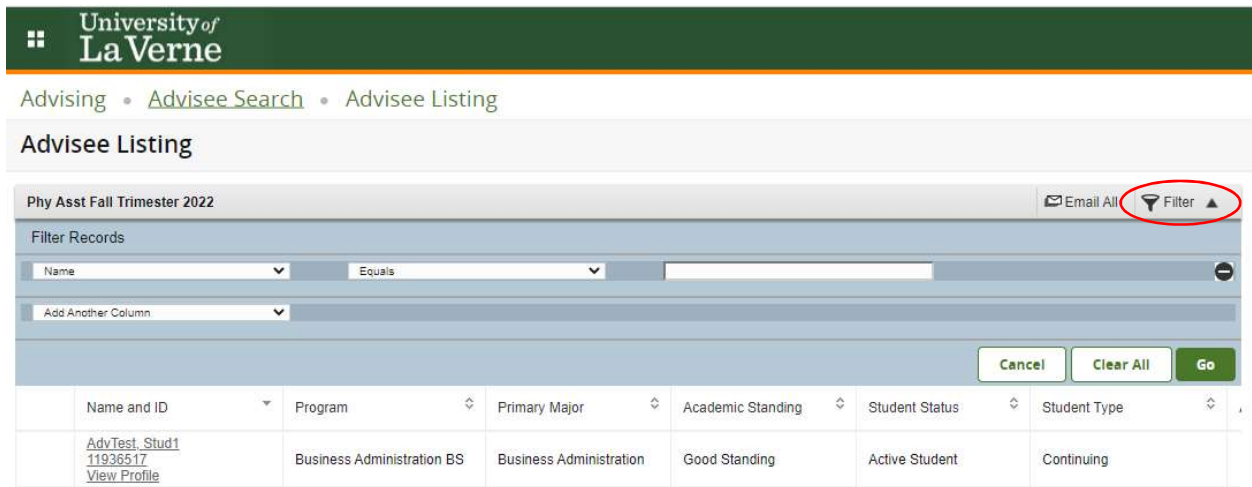 University of
La Verne
Advising • Advisee Search • Advisee Listing
Advisee Listing
Phy Asst Fall Trimester 2022 Email All Filter
Filter Records
Name Equals
Add Another Column
Cancel Clear All Go
Name and ID Program Primary Major Academic Standing Student Status Student Type
AdvTest, Stud1
11936517 Business Administration BS Business Administration Good Standing Active Student Continuing
View Profile